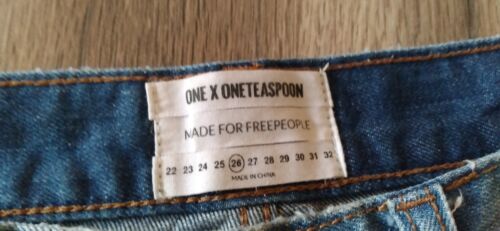 ONE X ONETEASPOON
MADE FOR FREEPEOPLE
22 23 24 25 26 27 28 29 30 31 32
MADE IN CHINA